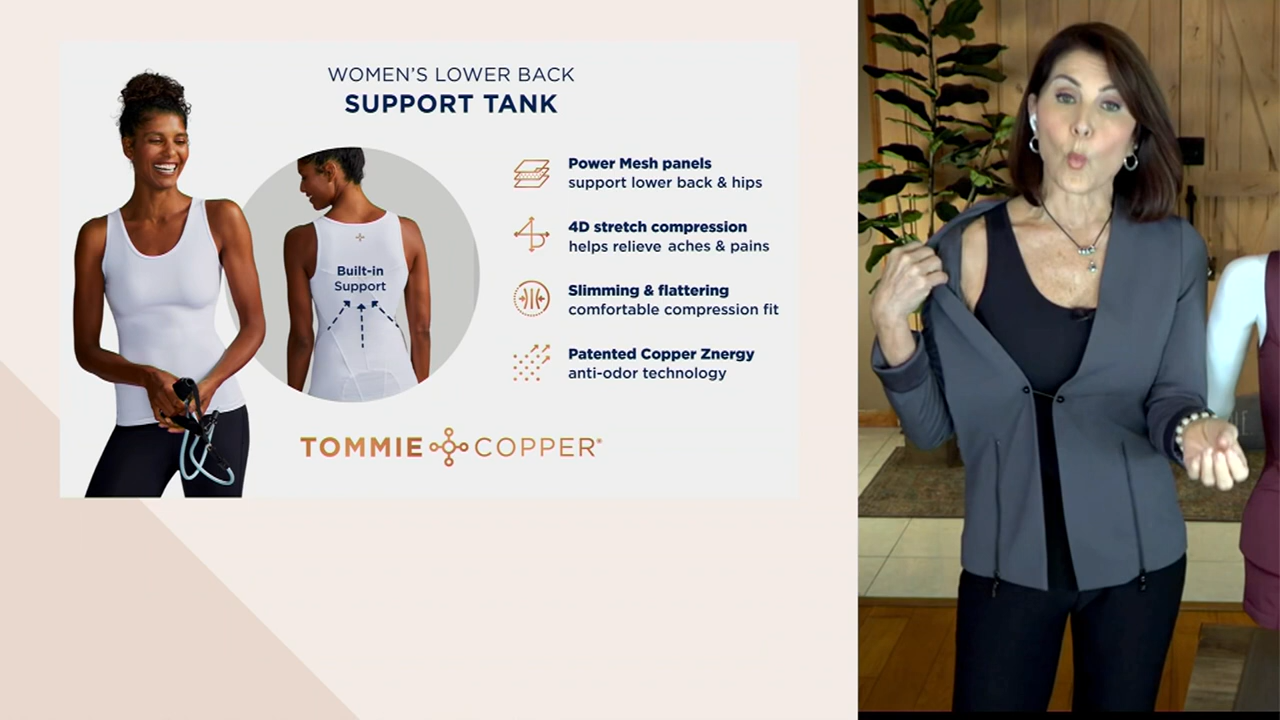 WOMEN'S LOWER BACK
SUPPORT TANK
Power Mesh panels
support lower back & hips
4D stretch compression
helps relieve aches & pains
Built-in
Support
Slimming & flattering
comfortable compression fit
Patented Copper Znergy
anti-odor technology
TOMMIE COPPER®